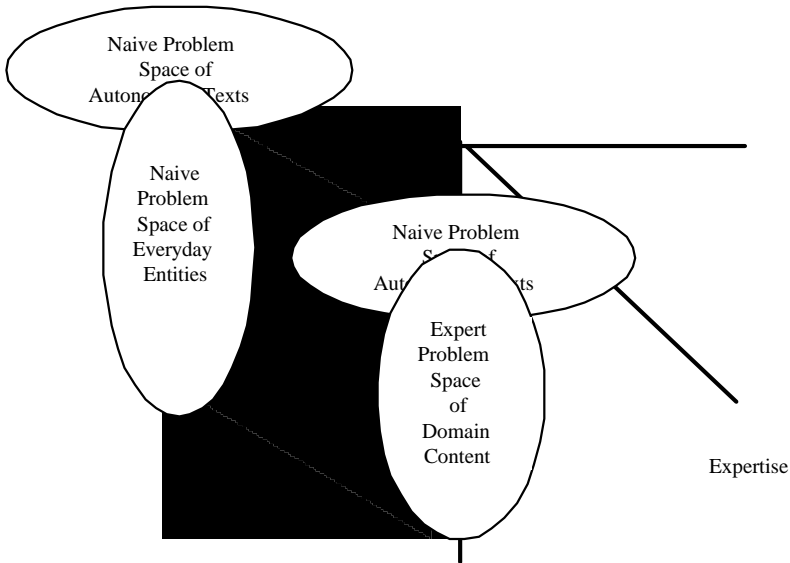 Naive Problem
Space of
Texts
Naive
Problem
Space of
Everyday
Entities
Naive Problem
Expert
Problem
Space
of
Domain
Content
Expertise